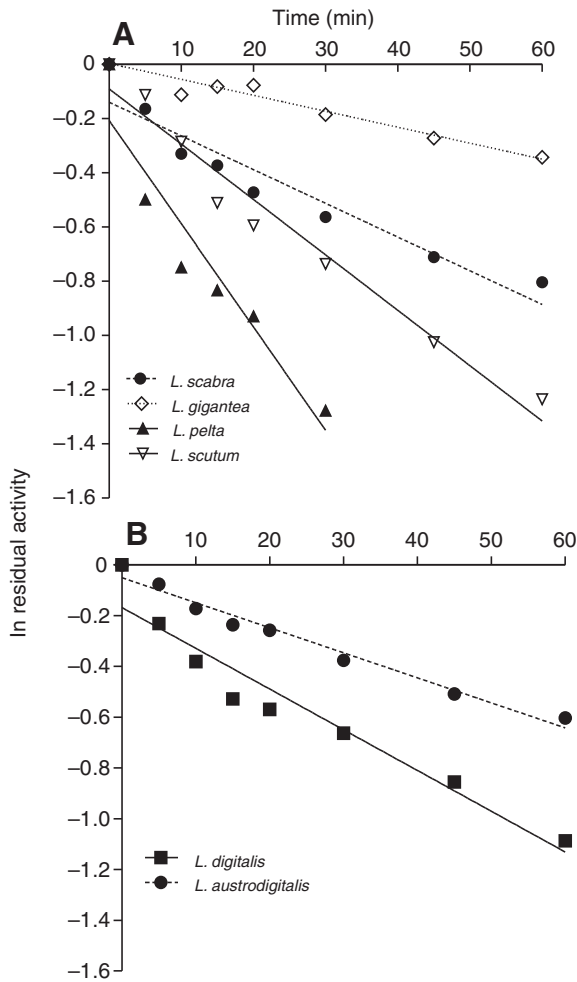 Time (min)
A
10 20 30 40 50 60
0
–0.2
–0.4
–0.6
–0.8
–1.0
–1.2
–1.4
–1.6
L. scabra
L. gigantea
L. pelta
L. scutum
ln residual activity
B
10 20 30 40 50 60
0
–0.2
–0.4
–0.6
–0.8
–1.0
–1.2
–1.4
–1.6
L. digitalis
L. austrodigitalis